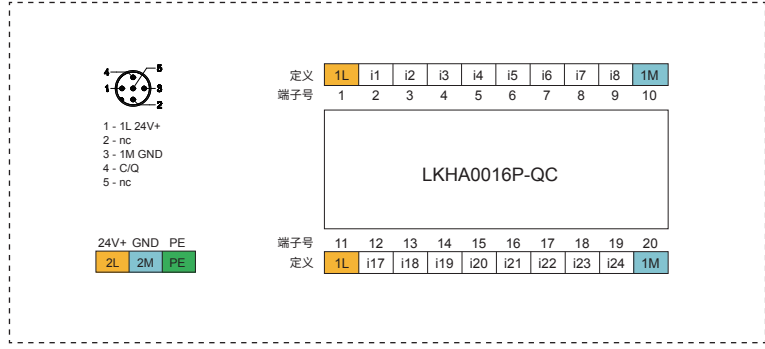 4 5
1 3
2
1 - 1L 24V+
2 - nc
3 - 1M GND
4 - C/Q
5 - nc
24V+ GND PE
2L 2M PE
定义 1L i1 i2 i3 i4 i5 i6 i7 i8 1M
端子号 1 2 3 4 5 6 7 8 9 10
LKHA0016P-QC
端子号 11 12 13 14 15 16 17 18 19 20
定义 1L i17 i18 i19 i20 i21 i22 i23 i24 1M